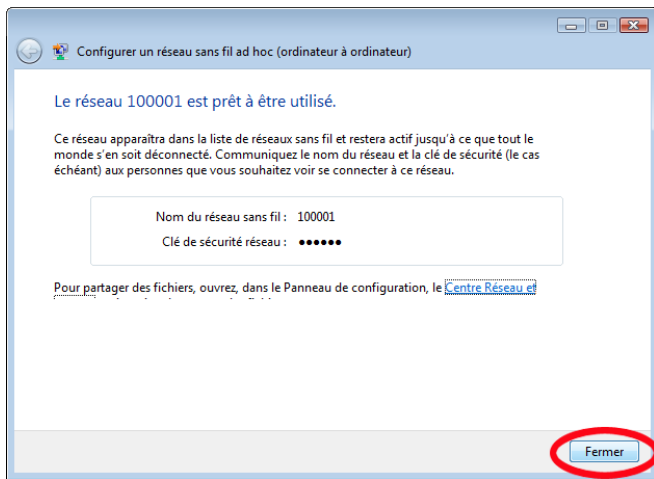 Configurer un réseau sans fil ad hoc (ordinateur à ordinateur)
Le réseau 100001 est prêt à être utilisé.
Ce réseau apparaîtra dans la liste de réseaux sans fil et restera actif jusqu'à ce que tout le
monde s'en soit déconnecté. Communiquez le nom du réseau et la clé de sécurité (le cas
échéant) aux personnes que vous souhaitez voir se connecter à ce réseau.
Nom du réseau sans fil : 100001
Clé de sécurité réseau : ●●●●●●
Pour partager des fichiers, ouvrez, dans le Panneau de configuration, le Centre Réseau et
Fermer